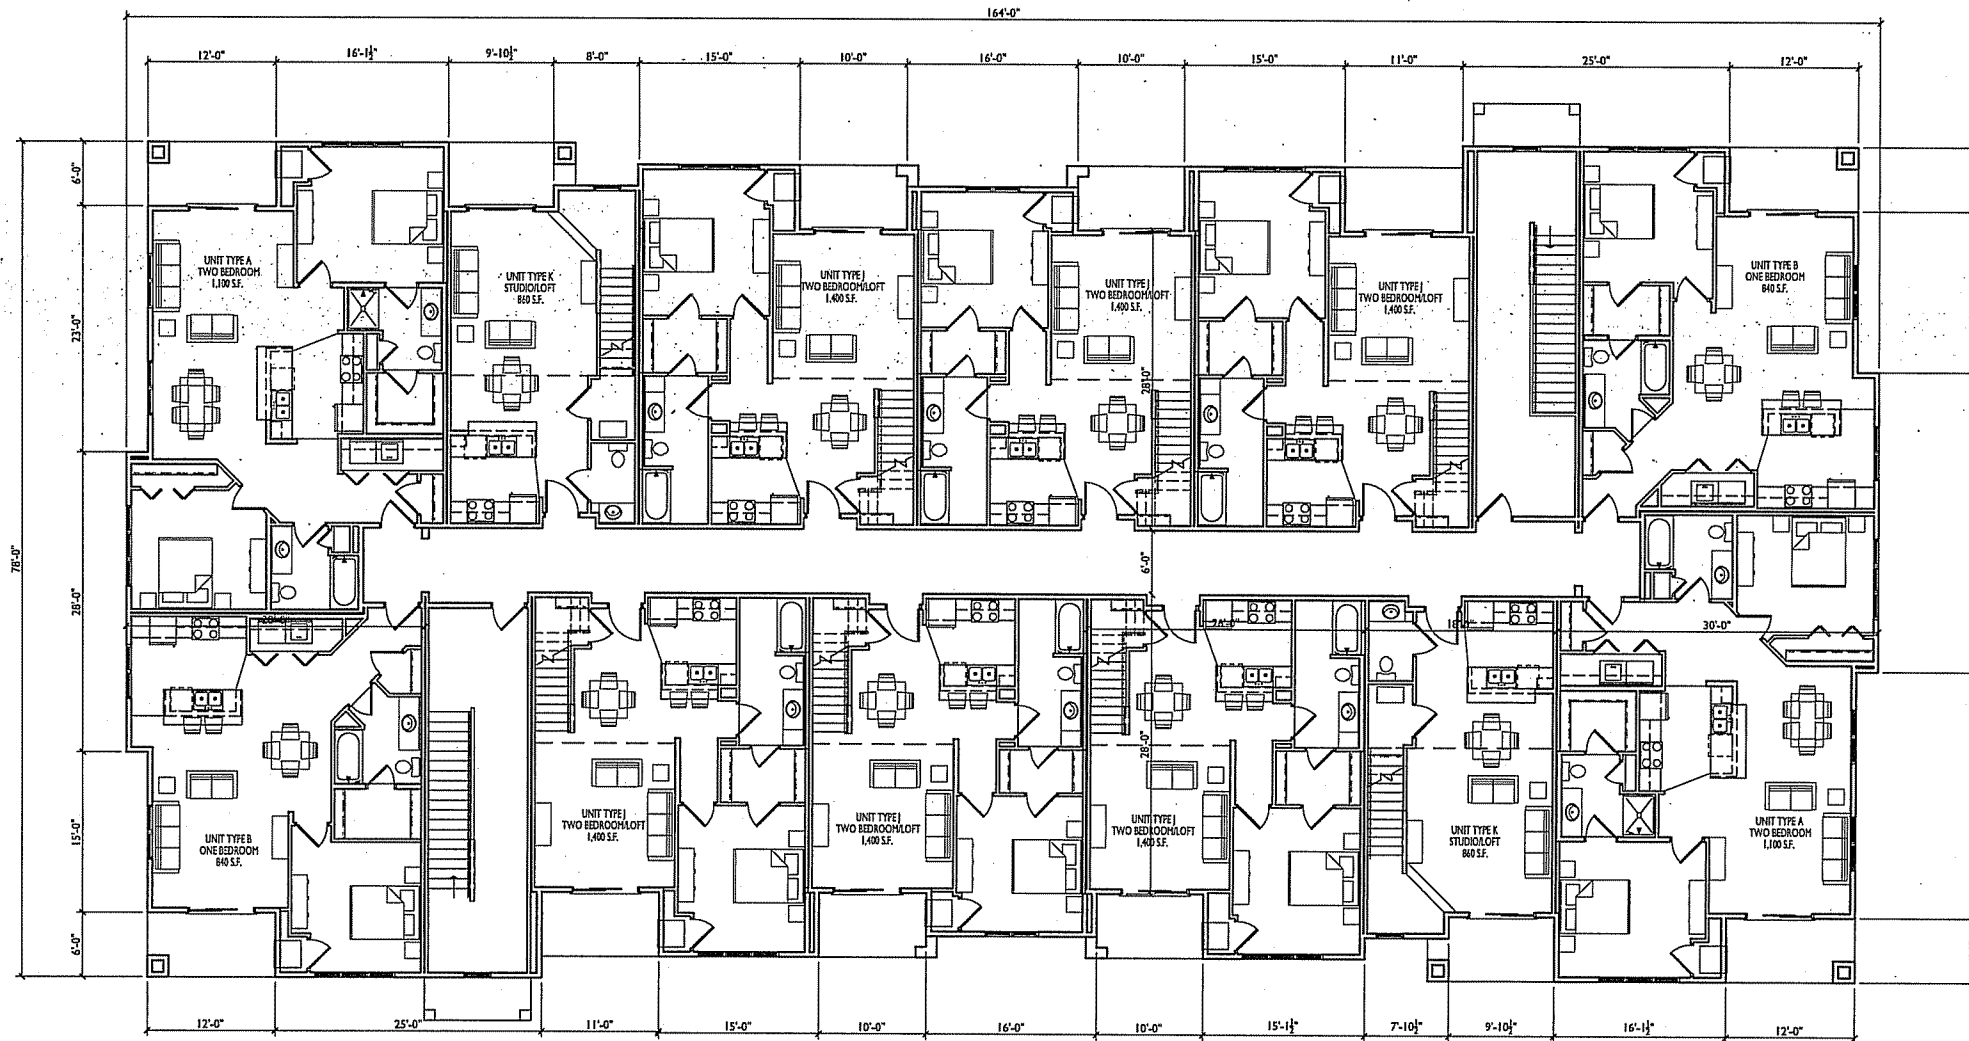 164'-0"
12'-0" 16'-1½" 9'-10½" 8'-0" 15'-0" 10'-0" 16'-0" 10'-0" 15'-0" 11'-0" 25'-0" 12'-0"
6'-0"
23'-0"
28'-0"
15'-0"
6'-0"
78'-0"
UNIT TYPE A
TWO BEDROOM
1,100 S.F.
UNIT TYPE K
STUDIO/LOFT
860 S.F.
UNIT TYPE J
TWO BEDROOM/LOFT
1,400 S.F.
UNIT TYPE J
TWO BEDROOM/LOFT
1,400 S.F.
UNIT TYPE J
TWO BEDROOM/LOFT
1,400 S.F.
UNIT TYPE B
ONE BEDROOM
840 S.F.
28'-0"
6'-0"
28'-0"
28'-0"
18'-0"
30'-0"
UNIT TYPE B
ONE BEDROOM
840 S.F.
UNIT TYPE J
TWO BEDROOM/LOFT
1,400 S.F.
UNIT TYPE J
TWO BEDROOM/LOFT
1,400 S.F.
UNIT TYPE J
TWO BEDROOM/LOFT
1,400 S.F.
UNIT TYPE K
STUDIO/LOFT
860 S.F.
UNIT TYPE A
TWO BEDROOM
1,100 S.F.
12'-0" 25'-0" 11'-0" 15'-0" 10'-0" 16'-0" 10'-0" 15'-1½" 7'-10½" 9'-10½" 16'-1½" 12'-0"